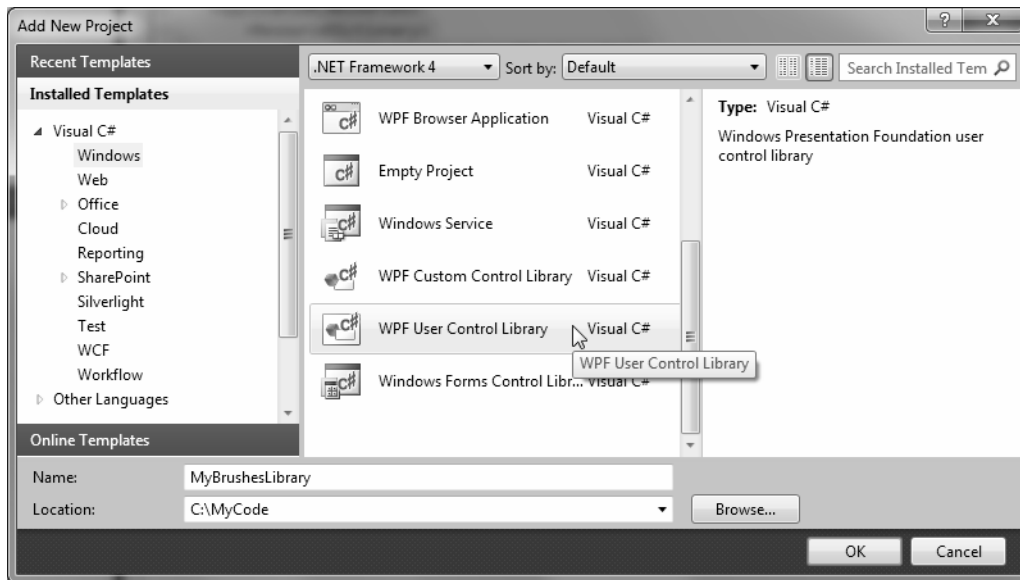 Add New Project
Recent Templates
Installed Templates
Visual C#
Windows
Web
Office
Cloud
Reporting
SharePoint
Silverlight
Test
WCF
Workflow
Other Languages
Online Templates
.NET Framework 4
Sort by: Default
Search Installed Tem
WPF Browser Application Visual C#
Empty Project Visual C#
Windows Service Visual C#
WPF Custom Control Library Visual C#
WPF User Control Library Visual C#
WPF User Control Library
Windows Forms Control Libr... Visual C#
Type: Visual C#
Windows Presentation Foundation user
control library
Name: MyBrushesLibrary
Location: C:\MyCode
Browse...
OK Cancel